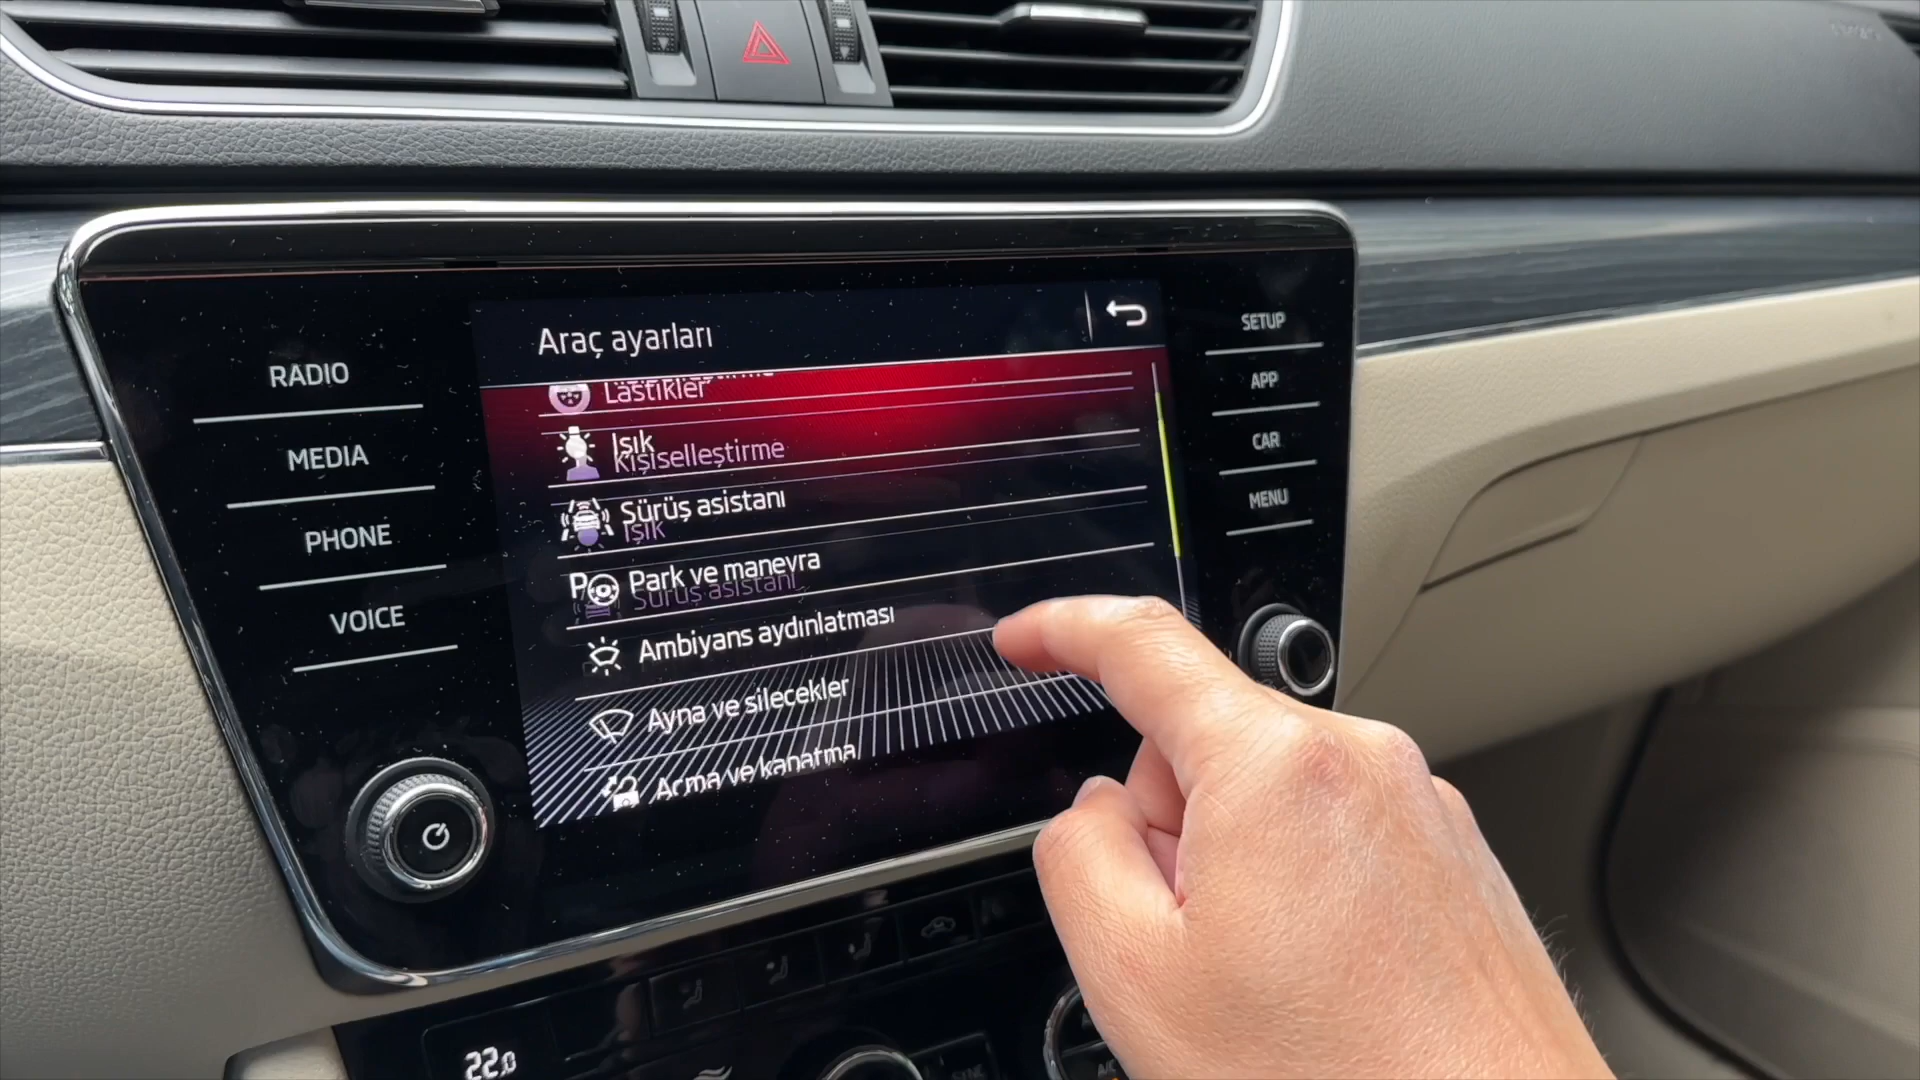 RADIO
MEDIA
PHONE
VOICE
Araç ayarları
Lastikler
Işık
Kişiselleştirme
Sürüş asistanı
Işık
Park ve manevra
Sürüş asistanı
Ambiyans aydınlatması
Ayna ve silecekler
Açma ve kapatma
SETUP
APP
CAR
MENU
22.0